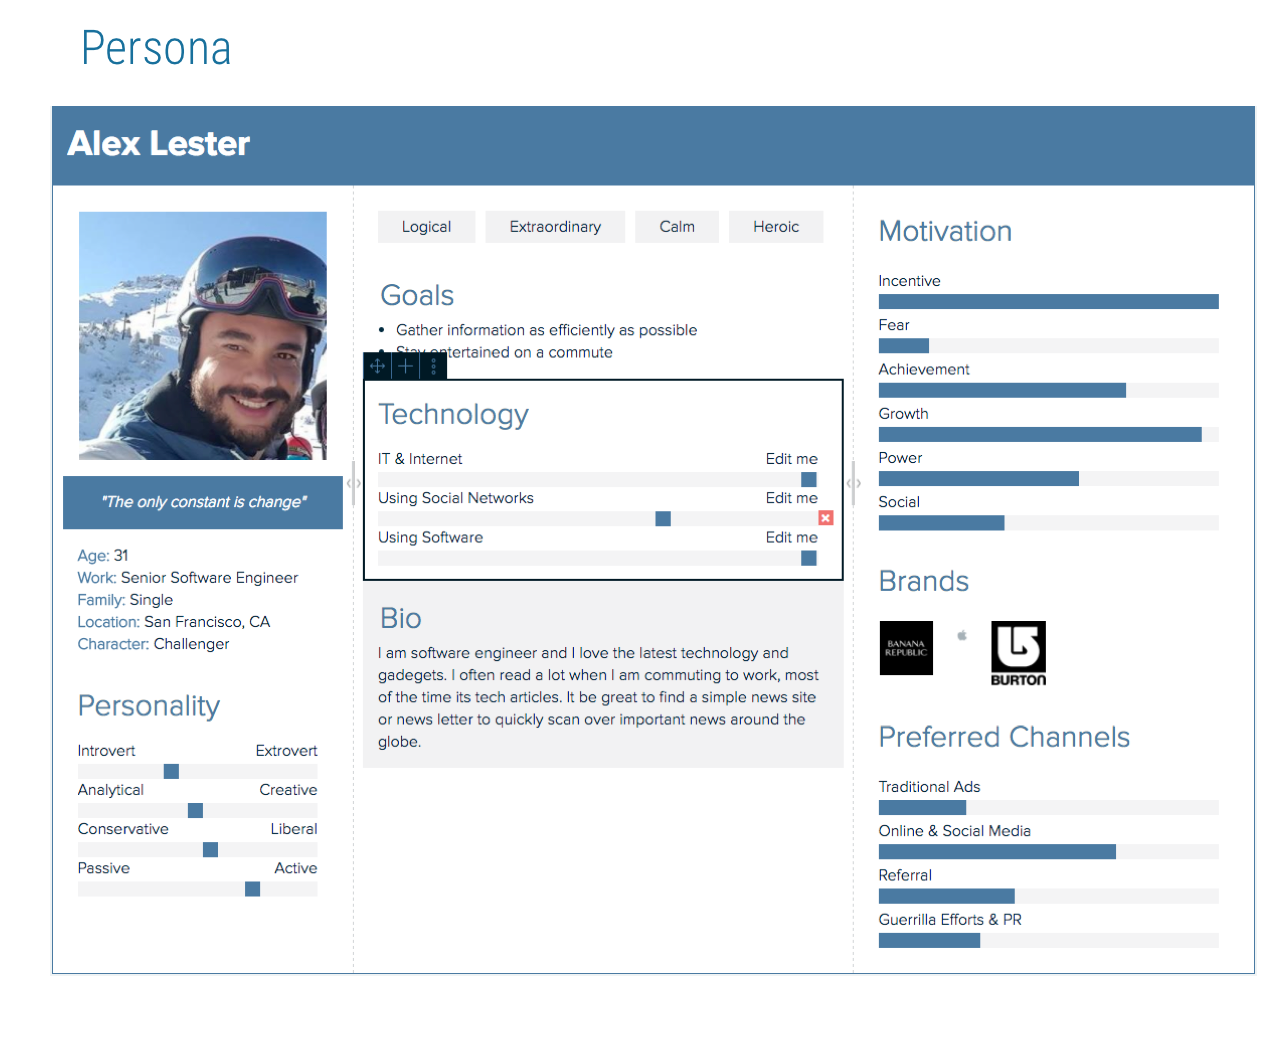 Persona
Alex Lester
"The only constant is change"
Age: 31
Work: Senior Software Engineer
Family: Single
Location: San Francisco, CA
Character: Challenger
Personality
Introvert Extrovert
Analytical Creative
Conservative Liberal
Passive Active
Logical Extraordinary Calm Heroic
Goals
Gather information as efficiently as possible
Stay entertained on a commute
Technology
IT & Internet Edit me
Using Social Networks Edit me
Using Software Edit me
Bio
I am software engineer and I love the latest technology and
gadegets. I often read a lot when I am commuting to work, most
of the time its tech articles. It be great to find a simple news site
or news letter to quickly scan over important news around the
globe.
Motivation
Incentive
Fear
Achievement
Growth
Power
Social
Brands
BANANA
REPUBLIC
BURTON
Preferred Channels
Traditional Ads
Online & Social Media
Referral
Guerrilla Efforts & PR